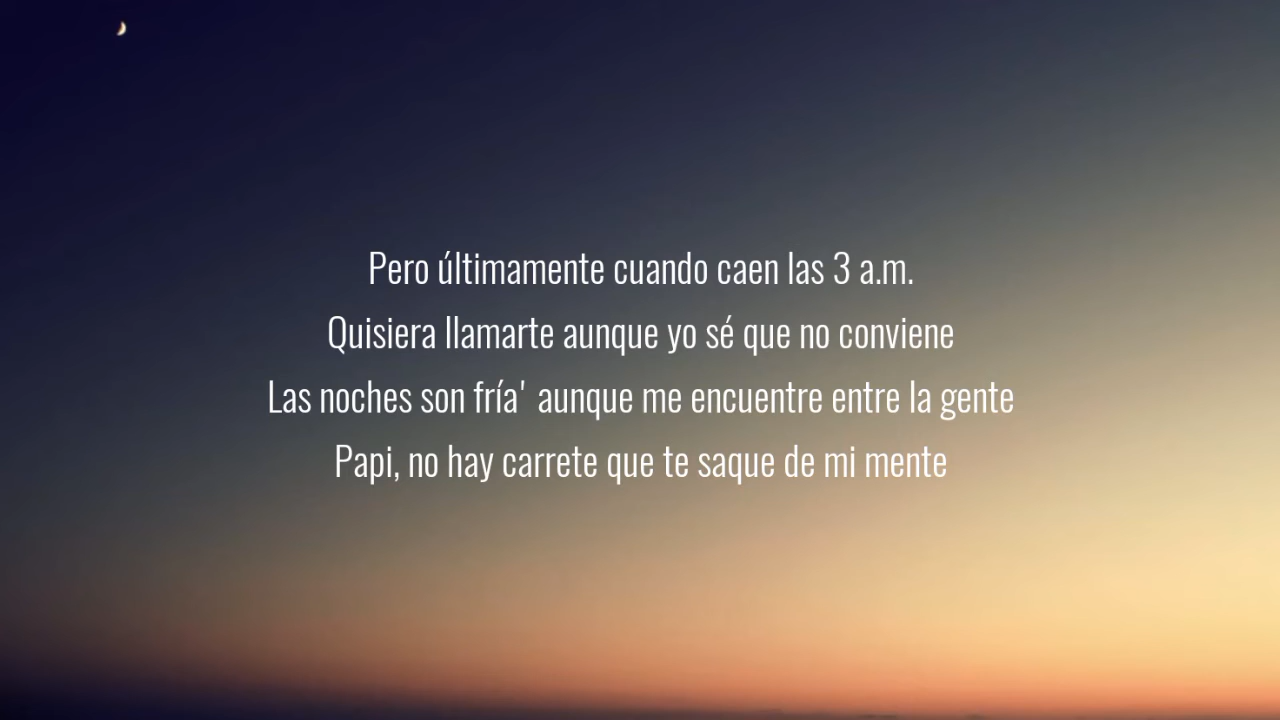 Pero últimamente cuando caen las 3 a.m.
Quisiera llamarte aunque yo sé que no conviene
Las noches son fría' aunque me encuentre entre la gente
Papi, no hay carrete que te saque de mi mente